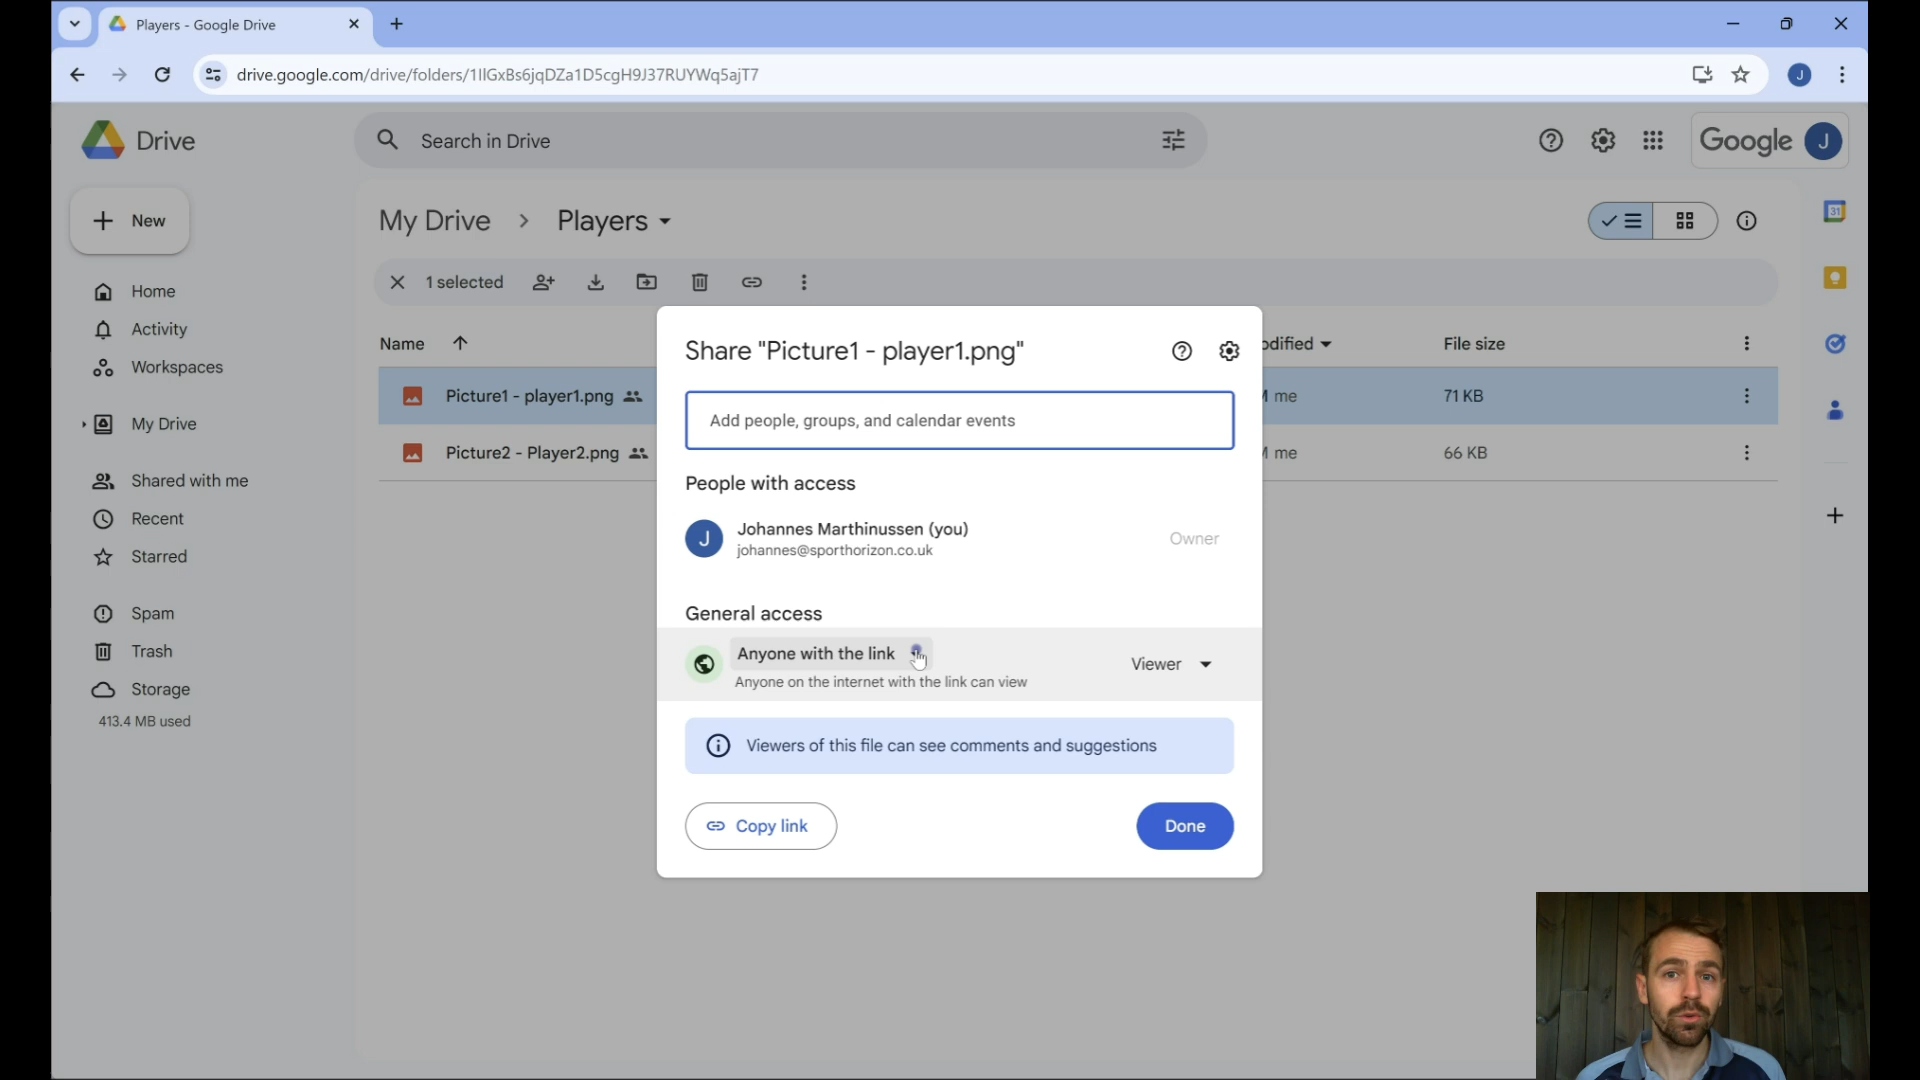 Players - Google Drive
drive.google.com/drive/folders/1IlGxBs6jqDZa1D5cgH9J37RUYWq5ajT7
J
Drive
Search in Drive
Google
J
New
My Drive
Players
31
1 selected
Home
Activity
Workspaces
My Drive
Shared with me
Recent
Starred
Spam
Trash
Storage
413.4 MB used
Name
odified
File size
Picture1 - player1.png
me
71 KB
Picture2 - Player2.png
me
66 KB
Share "Picture1 - player1.png"
Add people, groups, and calendar events
People with access
J
Johannes Marthinussen (you)
johannes@sporthorizon.co.uk
Owner
General access
Anyone with the link
Anyone on the internet with the link can view
Viewer
Viewers of this file can see comments and suggestions
Copy link
Done